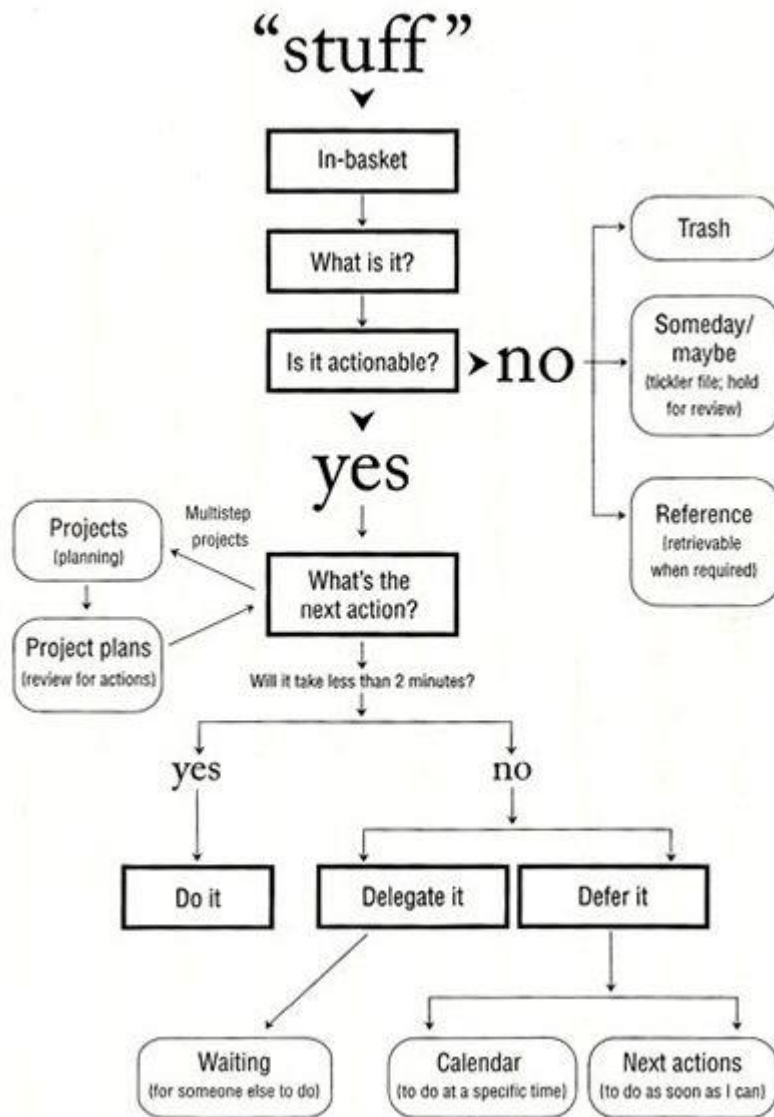 “stuff”
In-basket
What is it?
Is it actionable?
no
Trash
Someday/
maybe
(tickler file; hold
for review)
Reference
(retrievable
when required)
yes
Multistep
projects
Projects
(planning)
Project plans
(review for actions)
What's the
next action?
Will it take less than 2 minutes?
yes
no
Do it
Delegate it
Defer it
Waiting
(for someone else to do)
Calendar
(to do at a specific time)
Next actions
(to do as soon as I can)